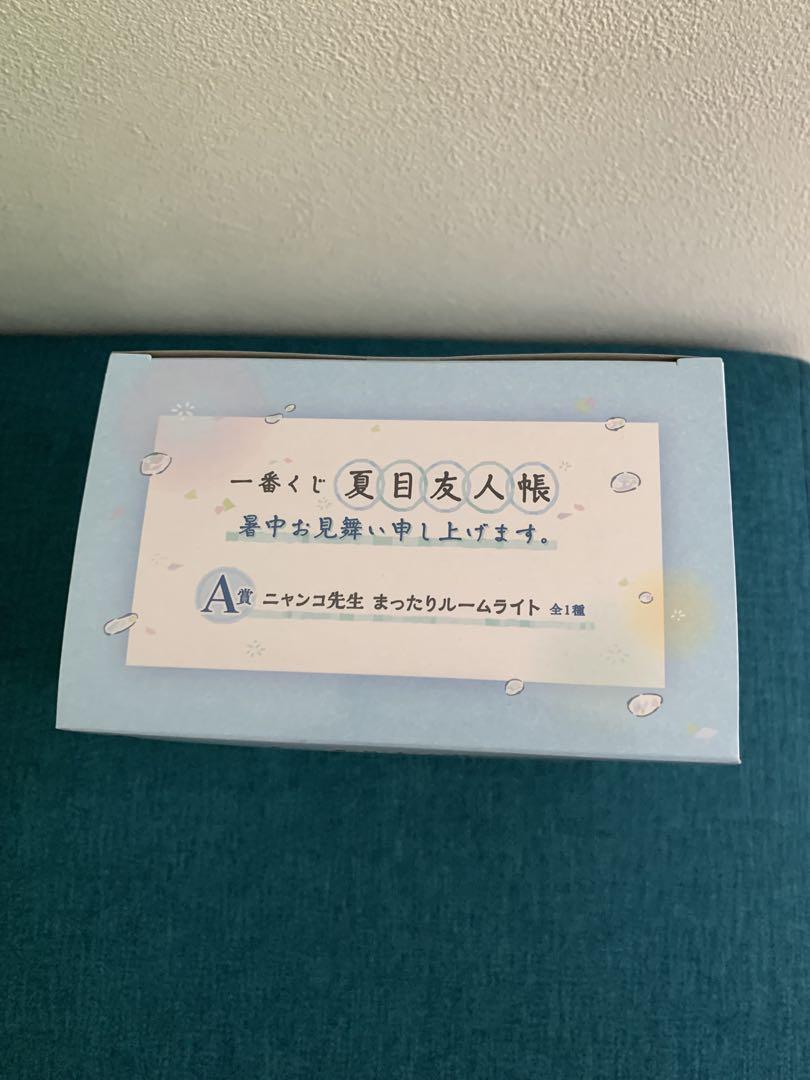 一番くじ 夏目友人帳
暑中お見舞い申し上げます。
A賞 ニャンコ先生 まったりルームライト 全1種